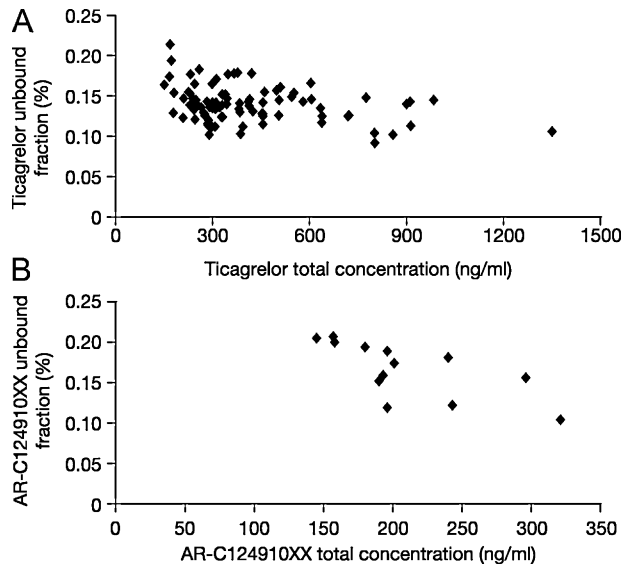 A
Ticagrelor unbound
fraction (%)
0.25
0.20
0.15
0.10
0.05
0
0 300 600 900 1200 1500
Ticagrelor total concentration (ng/ml)
B
AR-C124910XX unbound
fraction (%)
0.25
0.20
0.15
0.10
0.05
0
0 50 100 150 200 250 300 350
AR-C124910XX total concentration (ng/ml)